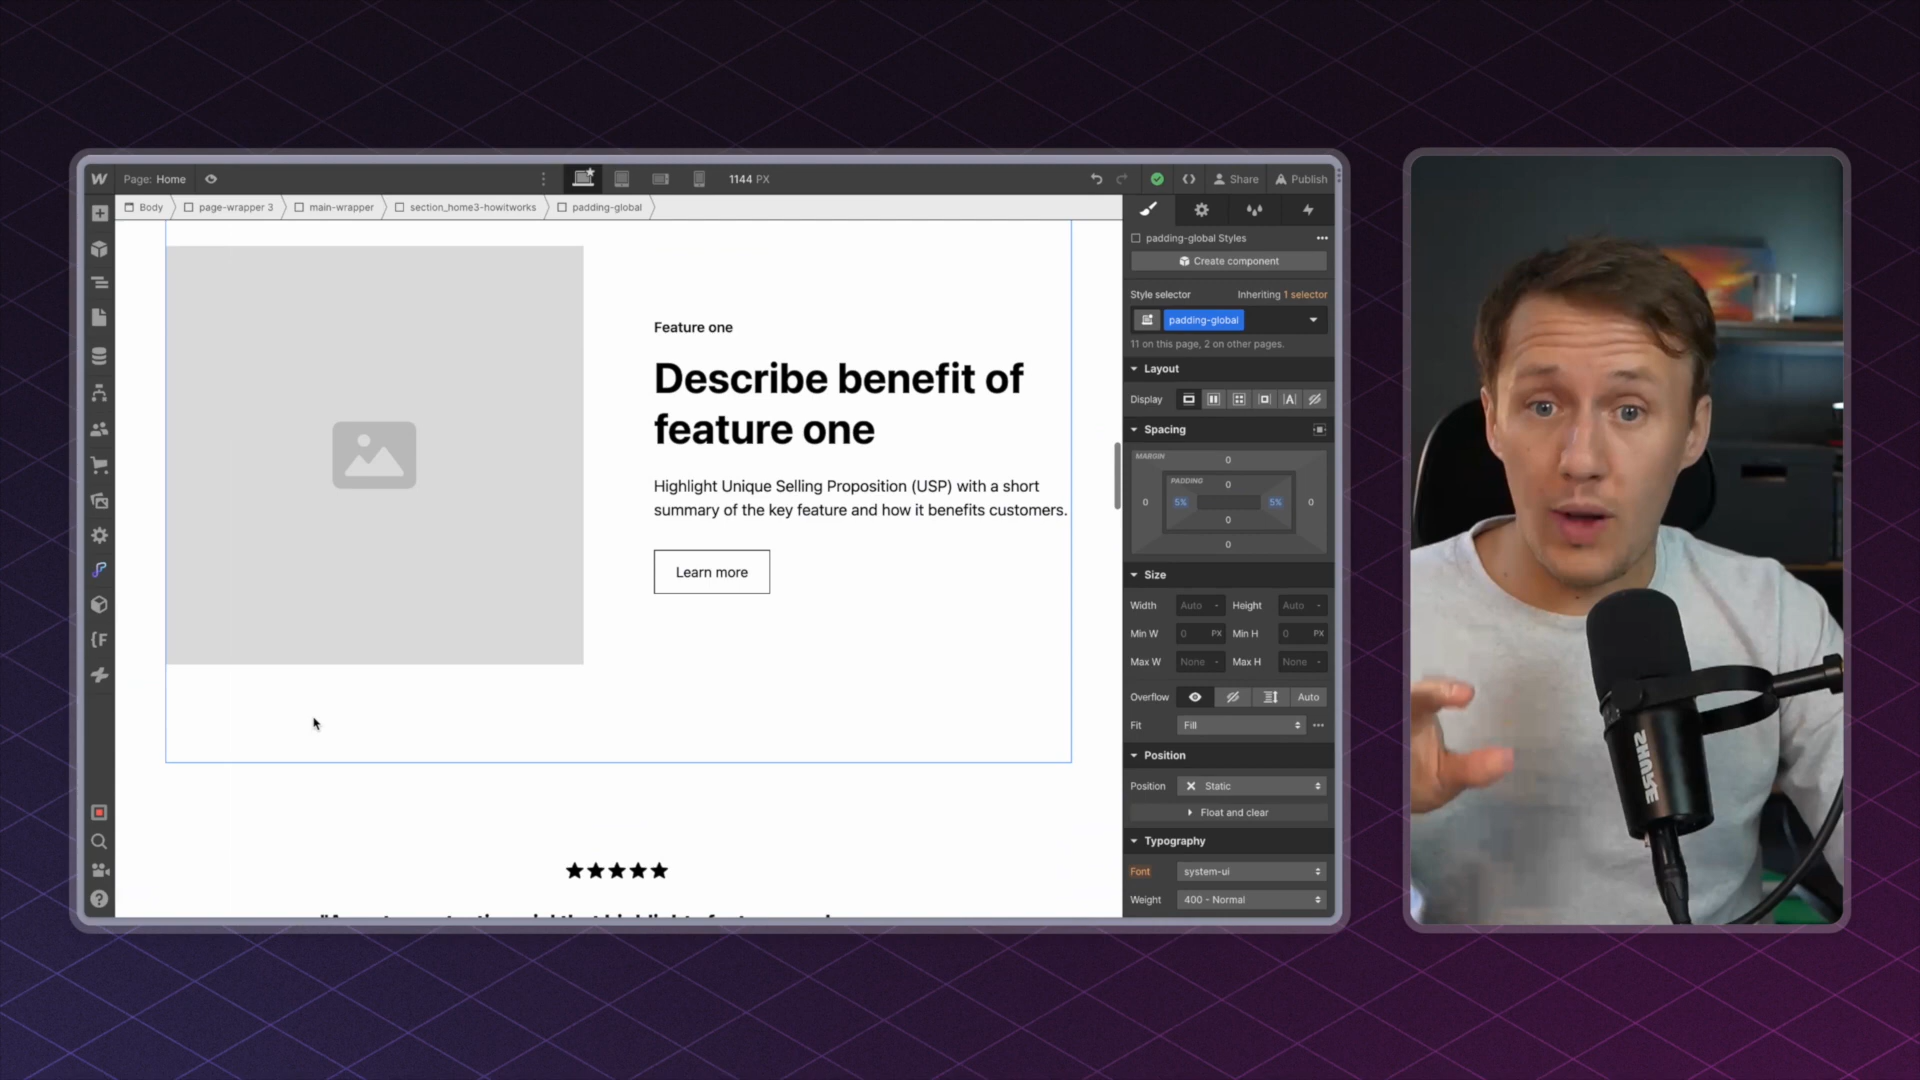 Page: Home
1144 PX
Share
Publish
Body
page-wrapper 3
main-wrapper
section_home3-howitworks
padding-global
Feature one
Describe benefit of
feature one
Highlight Unique Selling Proposition (USP) with a short
summary of the key feature and how it benefits customers.
Learn more
★★★★★
padding-global Styles
Create component
Style selector
Inheriting 1 selector
padding-global
11 on this page, 2 on other pages.
Layout
Display
Spacing
MARGIN
0
PADDING
0
0
5%
5%
0
0
0
Size
Width
Auto -
Height
Auto -
Min W
0 PX
Min H
0 PX
Max W
None -
Max H
None -
Overflow
Auto
Fit
Fill
Position
Position
Static
Float and clear
Typography
Font
system-ui
Weight
400 - Normal
SHURE